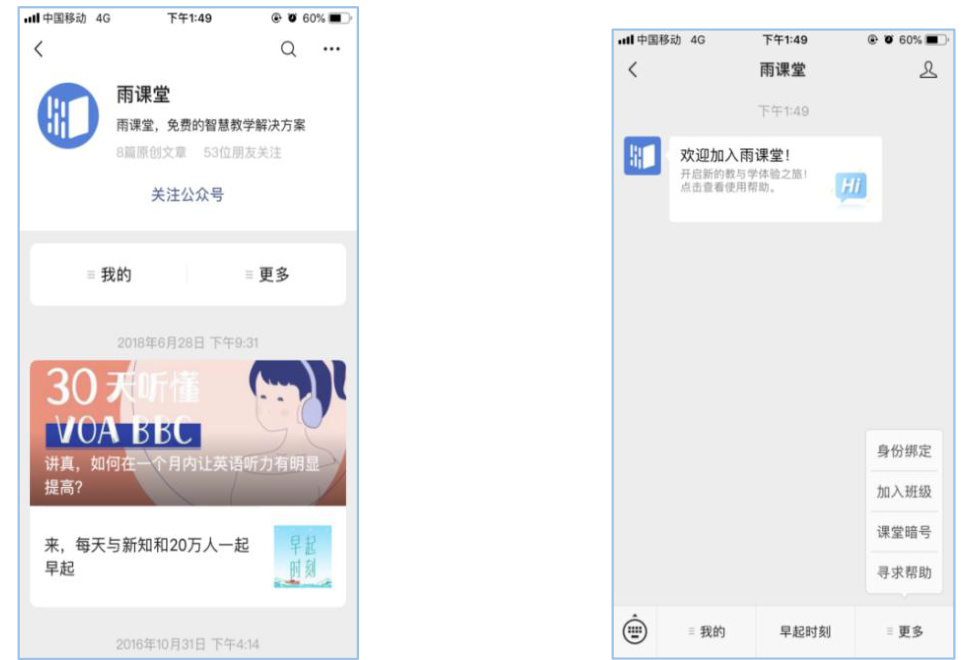 中国移动 4G 下午1:49 60%
雨课堂
雨课堂，免费的智慧教学解决方案
8篇原创文章 53位朋友关注
关注公众号
我的 更多
2018年6月28日 下午9:31
30天听懂
VOA BBC
讲真，如何在一个月内让英语听力有明显
提高?
来，每天与新知和20万人一起
早起
早起
时刻
2016年10月31日 下午4:14
中国移动 4G 下午1:49 60%
雨课堂
下午1:49
欢迎加入雨课堂！
开启新的教与学体验之旅！
点击查看使用帮助。
Hi
身份绑定
加入班级
课堂暗号
寻求帮助
我的 早起时刻 更多